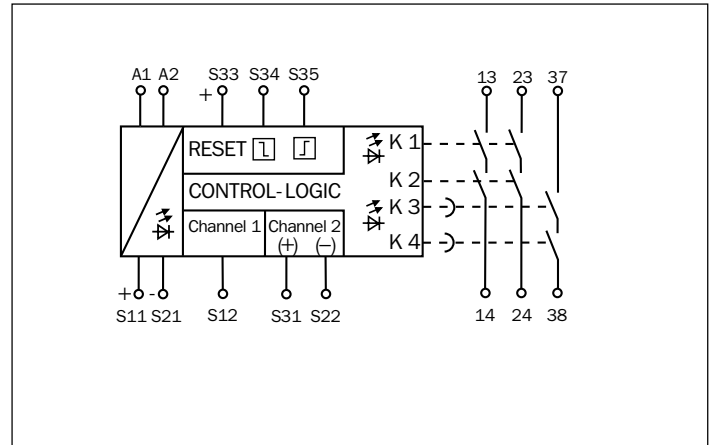 A1 A2 S33 S34 S35 13 23 37
+
RESET K 1
CONTROL-LOGIC K 2
K 3
Channel 1 Channel 2
(+) (−) K 4
+ -
S11 S21 S12 S31 S22 14 24 38